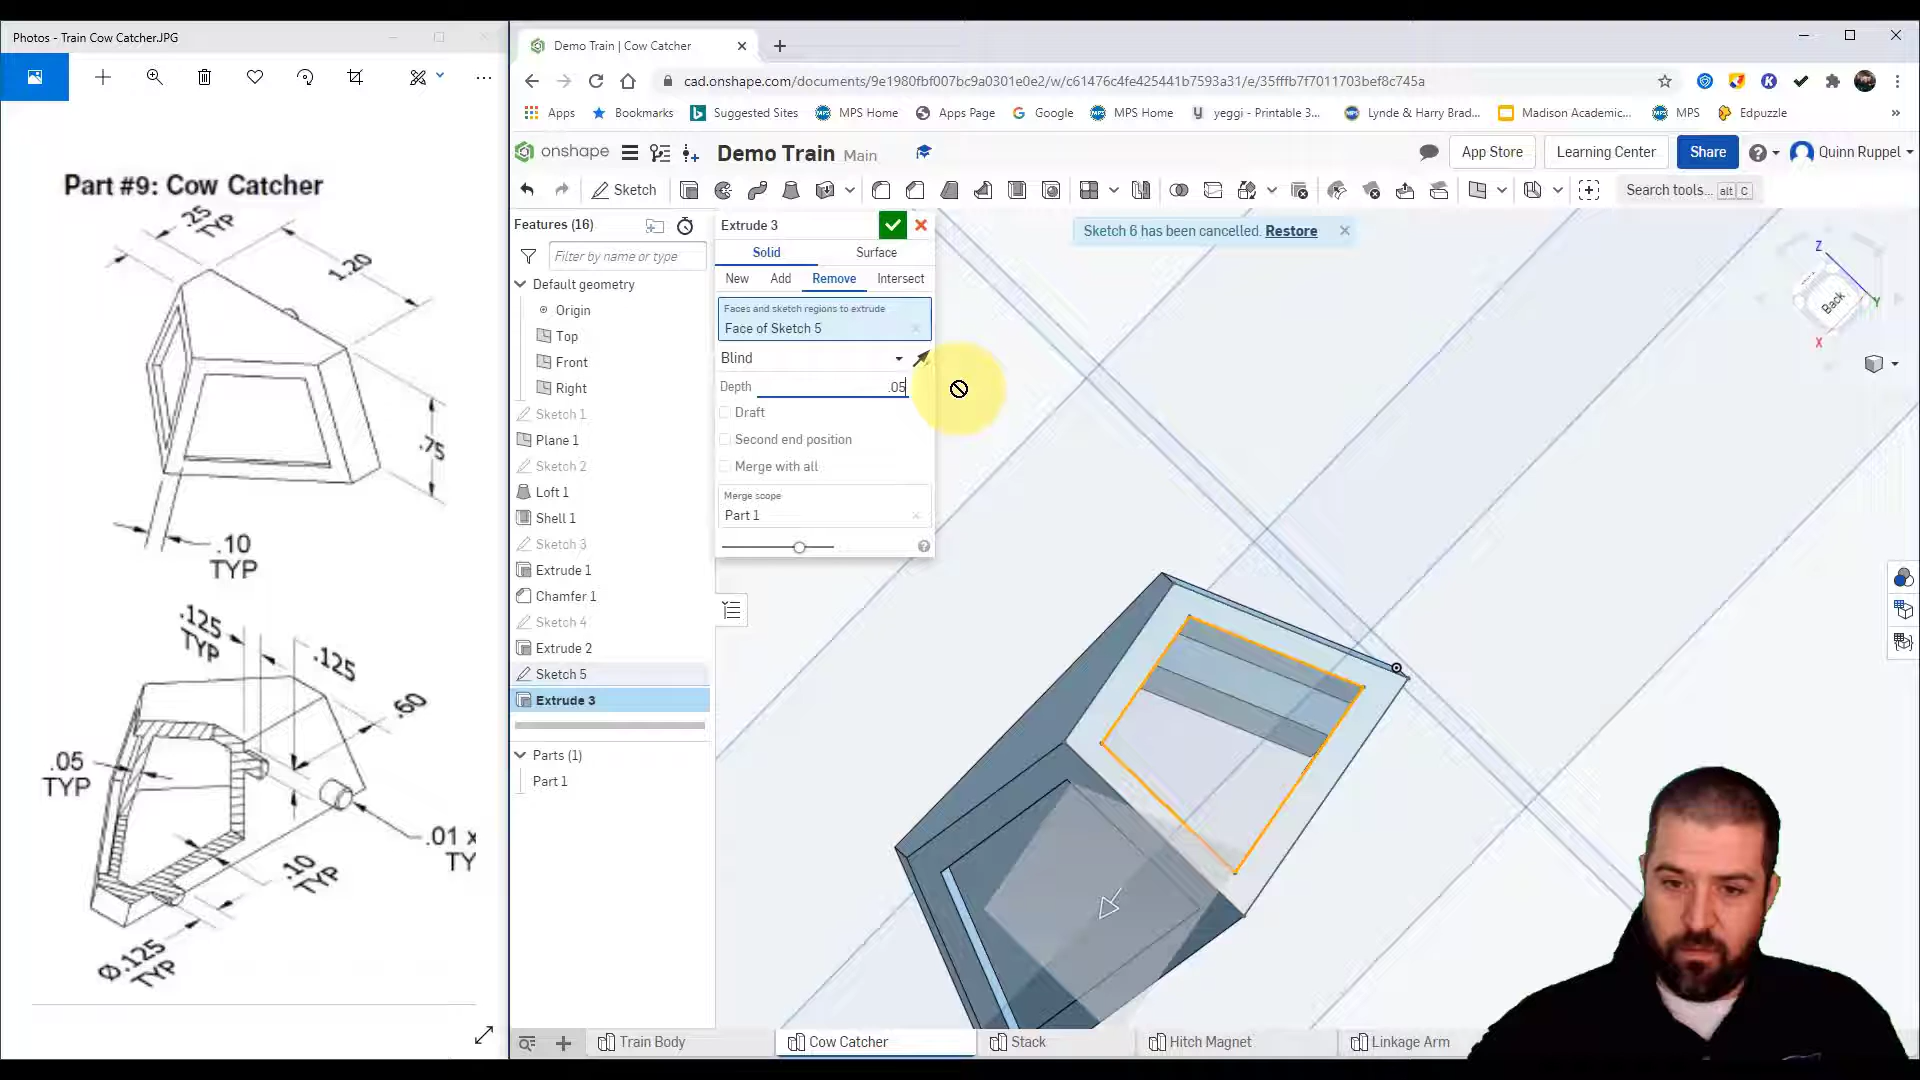 Photos - Train Cow Catcher.JPG
Part #9: Cow Catcher
.25
TYP
1.20
.75
.10
TYP
.125
TYP
.125
.60
.05
TYP
.01 x
TY
.10
TYP
Ø.125
TYP
Demo Train | Cow Catcher
cad.onshape.com/documents/9e1980fbf007bc9a0301e0e2/w/c61476c4fe425441b7593a31/e/35fffb7f7011703bef8c745a
Apps
Bookmarks
Suggested Sites
MPS Home
Apps Page
Google
MPS Home
yeggi - Printable 3...
Lynde & Harry Brad...
Madison Academic...
MPS
Edpuzzle
onshape
Demo Train Main
App Store
Learning Center
Share
Quinn Ruppel
Sketch
Search tools... alt C
Features (16)
Filter by name or type
Default geometry
Origin
Top
Front
Right
Sketch 1
Plane 1
Sketch 2
Loft 1
Shell 1
Sketch 3
Extrude 1
Chamfer 1
Sketch 4
Extrude 2
Sketch 5
Extrude 3
Parts (1)
Part 1
Extrude 3
Solid Surface
New Add Remove Intersect
Faces and sketch regions to extrude
Face of Sketch 5
Blind
Depth .05
Draft
Second end position
Merge with all
Merge scope
Part 1
Sketch 6 has been cancelled. Restore
Z
Back
Y
X
Train Body
Cow Catcher
Stack
Hitch Magnet
Linkage Arm